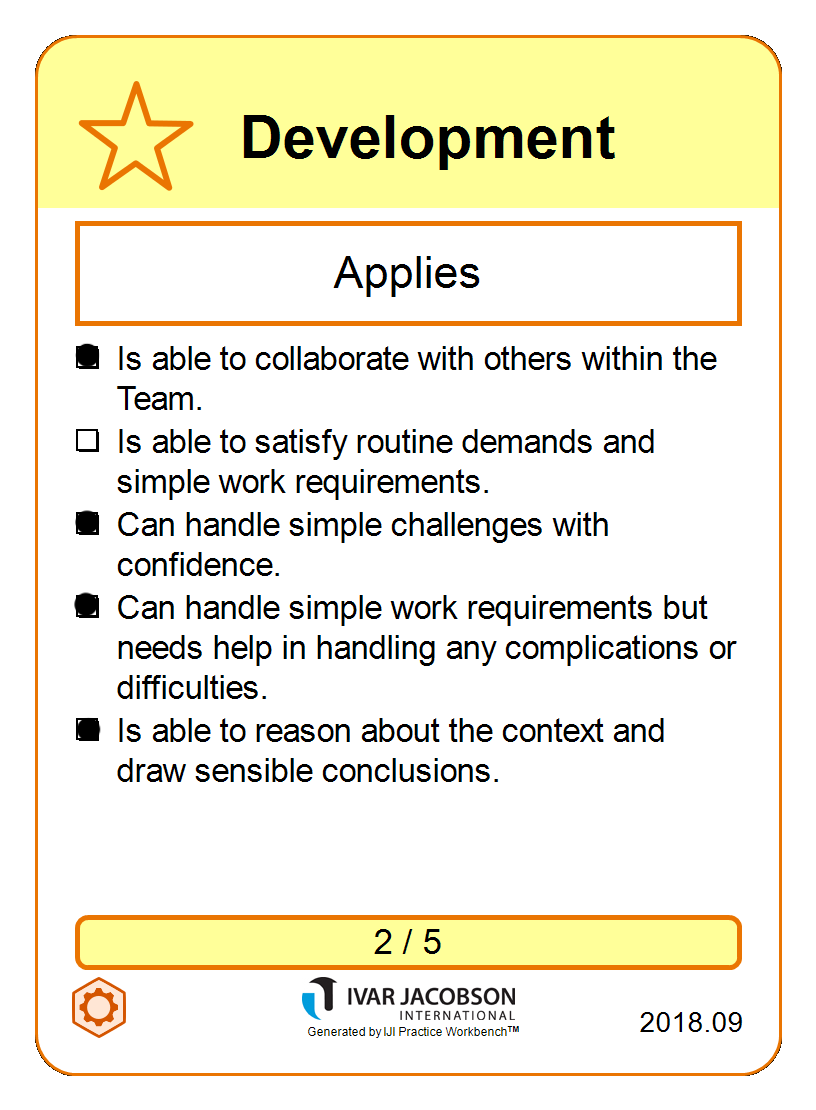 Development
Applies
Is able to collaborate with others within the
Team.
Is able to satisfy routine demands and
simple work requirements.
Can handle simple challenges with
confidence.
Can handle simple work requirements but
needs help in handling any complications or
difficulties.
Is able to reason about the context and
draw sensible conclusions.
2 / 5
IVAR JACOBSON
INTERNATIONAL
Generated by IJI Practice Workbench™
2018.09